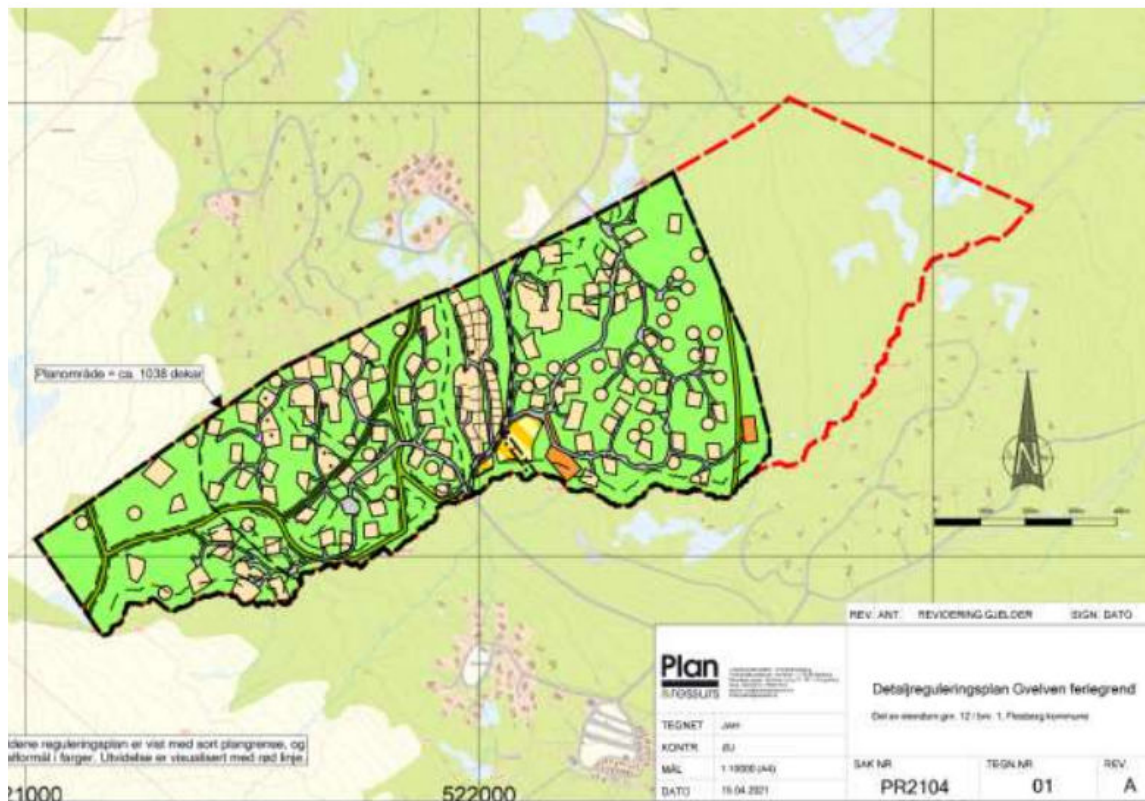 Planområde = ca. 1038 dekar
N
REV. ANT. REVIDERING GJELDER SIGN. DATO
Plan
& ressurs
Detaljreguleringsplan Gvelven feriegrend
Del av eiendom gnr. 12 / bnr. 1, Flesberg kommune
TEGNET
KONTR.
MÅL 1:10000 (A4)
DATO 15.04.2021
SAK NR TEGN.NR REV.
PR2104 01 A
dene reguleringsplan er vist med sort plangrense, og
alformål i farger. Utvidelse er visualisert med rød linje.
21000
522000